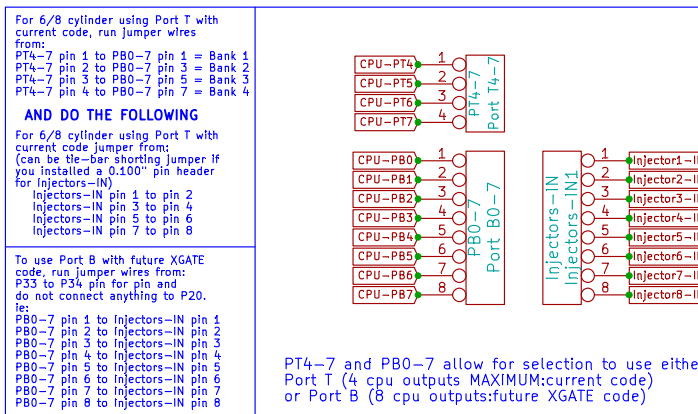 For 6/8 cylinder using Port T with
current code, run jumper wires
from:
PT4-7 pin 1 to PB0-7 pin 1 = Bank 1
PT4-7 pin 2 to PB0-7 pin 3 = Bank 2
PT4-7 pin 3 to PB0-7 pin 5 = Bank 3
PT4-7 pin 4 to PB0-7 pin 7 = Bank 4
AND DO THE FOLLOWING
For 6/8 cylinder using Port T with
current code jumper from:
(can be tie-bar shorting jumper if
you installed a 0.100" pin header
for Injectors-IN)
Injectors-IN pin 1 to pin 2
Injectors-IN pin 3 to pin 4
Injectors-IN pin 5 to pin 6
Injectors-IN pin 7 to pin 8
To use Port B with future XGATE
code, run jumper wires from:
P33 to P34 pin for pin and
do not connect anything to P20.
ie:
PB0-7 pin 1 to injectors-IN pin 1
PB0-7 pin 2 to injectors-IN pin 2
PB0-7 pin 3 to injectors-IN pin 3
PB0-7 pin 4 to injectors-IN pin 4
PB0-7 pin 5 to injectors-IN pin 5
PB0-7 pin 6 to injectors-IN pin 6
PB0-7 pin 7 to injectors-IN pin 7
PB0-7 pin 8 to injectors-IN pin 8
CPU-PT4 1
CPU-PT5 2
CPU-PT6 3
CPU-PT7 4
PT4-7
Port T4-7
CPU-PB0 1
CPU-PB1 2
CPU-PB2 3
CPU-PB3 4
CPU-PB4 5
CPU-PB5 6
CPU-PB6 7
CPU-PB7 8
PB0-7
Port B0-7
Injectors-IN
Injectors-IN1
1 Injector1-I
2 Injector2-I
3 Injector3-I
4 Injector4-I
5 Injector5-I
6 Injector6-I
7 Injector7-I
8 Injector8-I
PT4-7 and PB0-7 allow for selection to use eithe
Port T (4 cpu outputs MAXIMUM:current code)
or Port B (8 cpu outputs:future XGATE code)